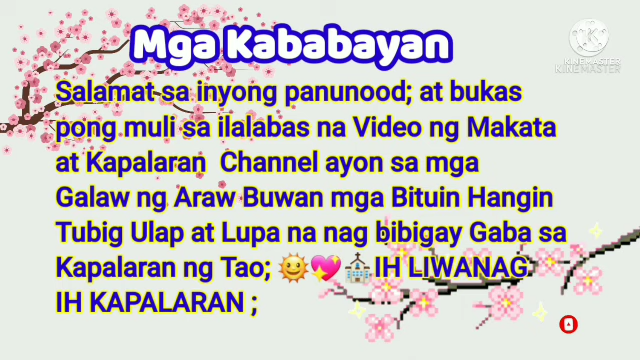 Mga Kababayan
KINEMASTER
KINEMASTER
Salamat sa inyong panunood; at bukas
pong muli sa ilalabas na Video ng Makata
at Kapalaran Channel ayon sa mga
Galaw ng Araw Buwan mga Bituin Hangin
Tubig Ulap at Lupa na nag bibigay Gaba sa
Kapalaran ng Tao; 🌞💖⛪IH LIWANAG
IH KAPALARAN ;